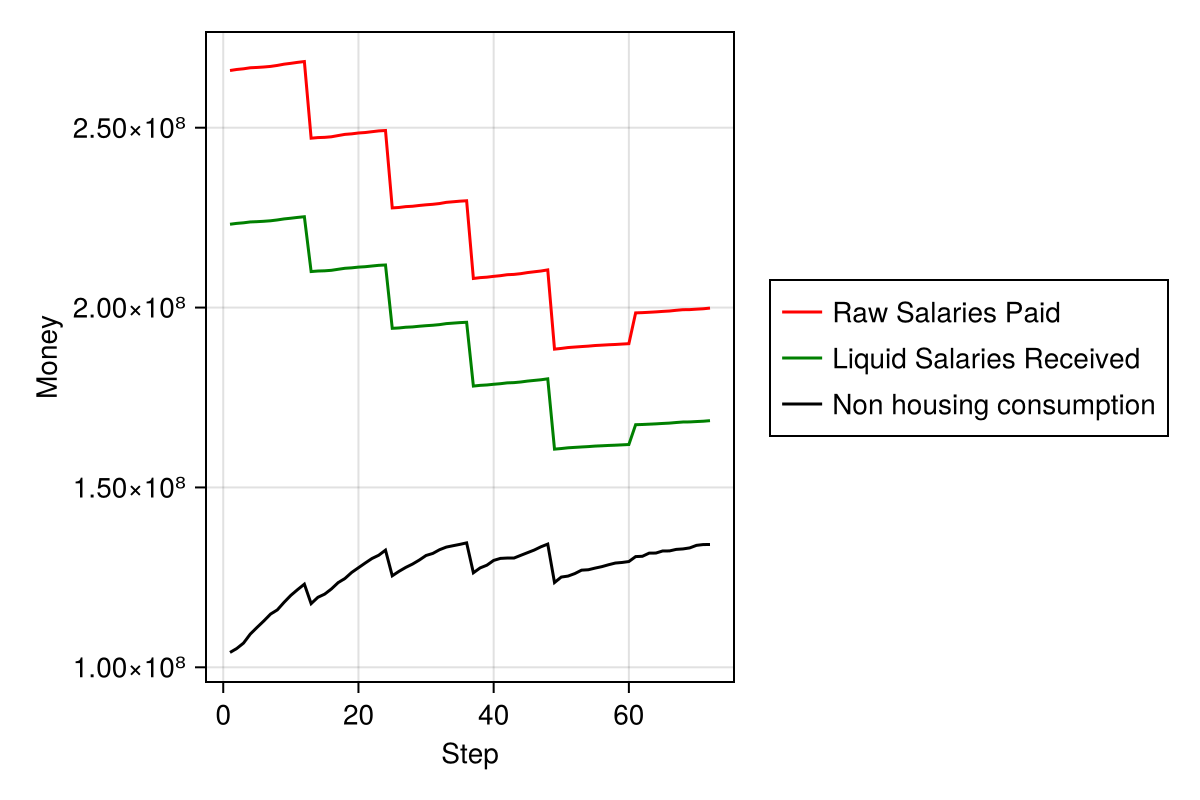 2.50×10⁸
2.00×10⁸
1.50×10⁸
1.00×10⁸
Money
0 20 40 60
Step
Raw Salaries Paid
Liquid Salaries Received
Non housing consumption